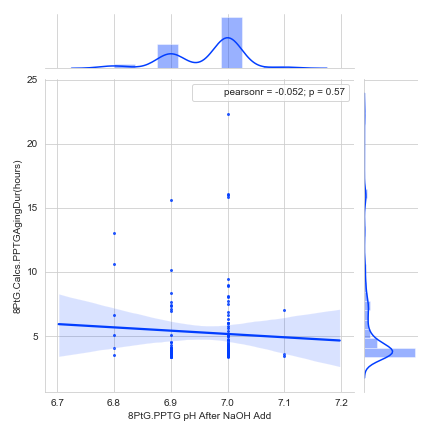 pearsonr = -0.052; p = 0.57
25
20
15
10
5
8PtG.Calcs.PPTGAgingDur(hours)
6.7 6.8 6.9 7.0 7.1 7.2
8PtG.PPTG pH After NaOH Add